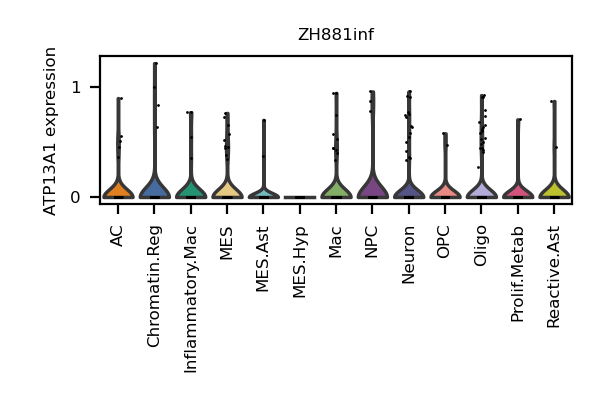 ZH881inf
ATP13A1 expression
1
0
AC
Chromatin.Reg
Inflammatory.Mac
MES
MES.Ast
MES.Hyp
Mac
NPC
Neuron
OPC
Oligo
Prolif.Metab
Reactive.Ast